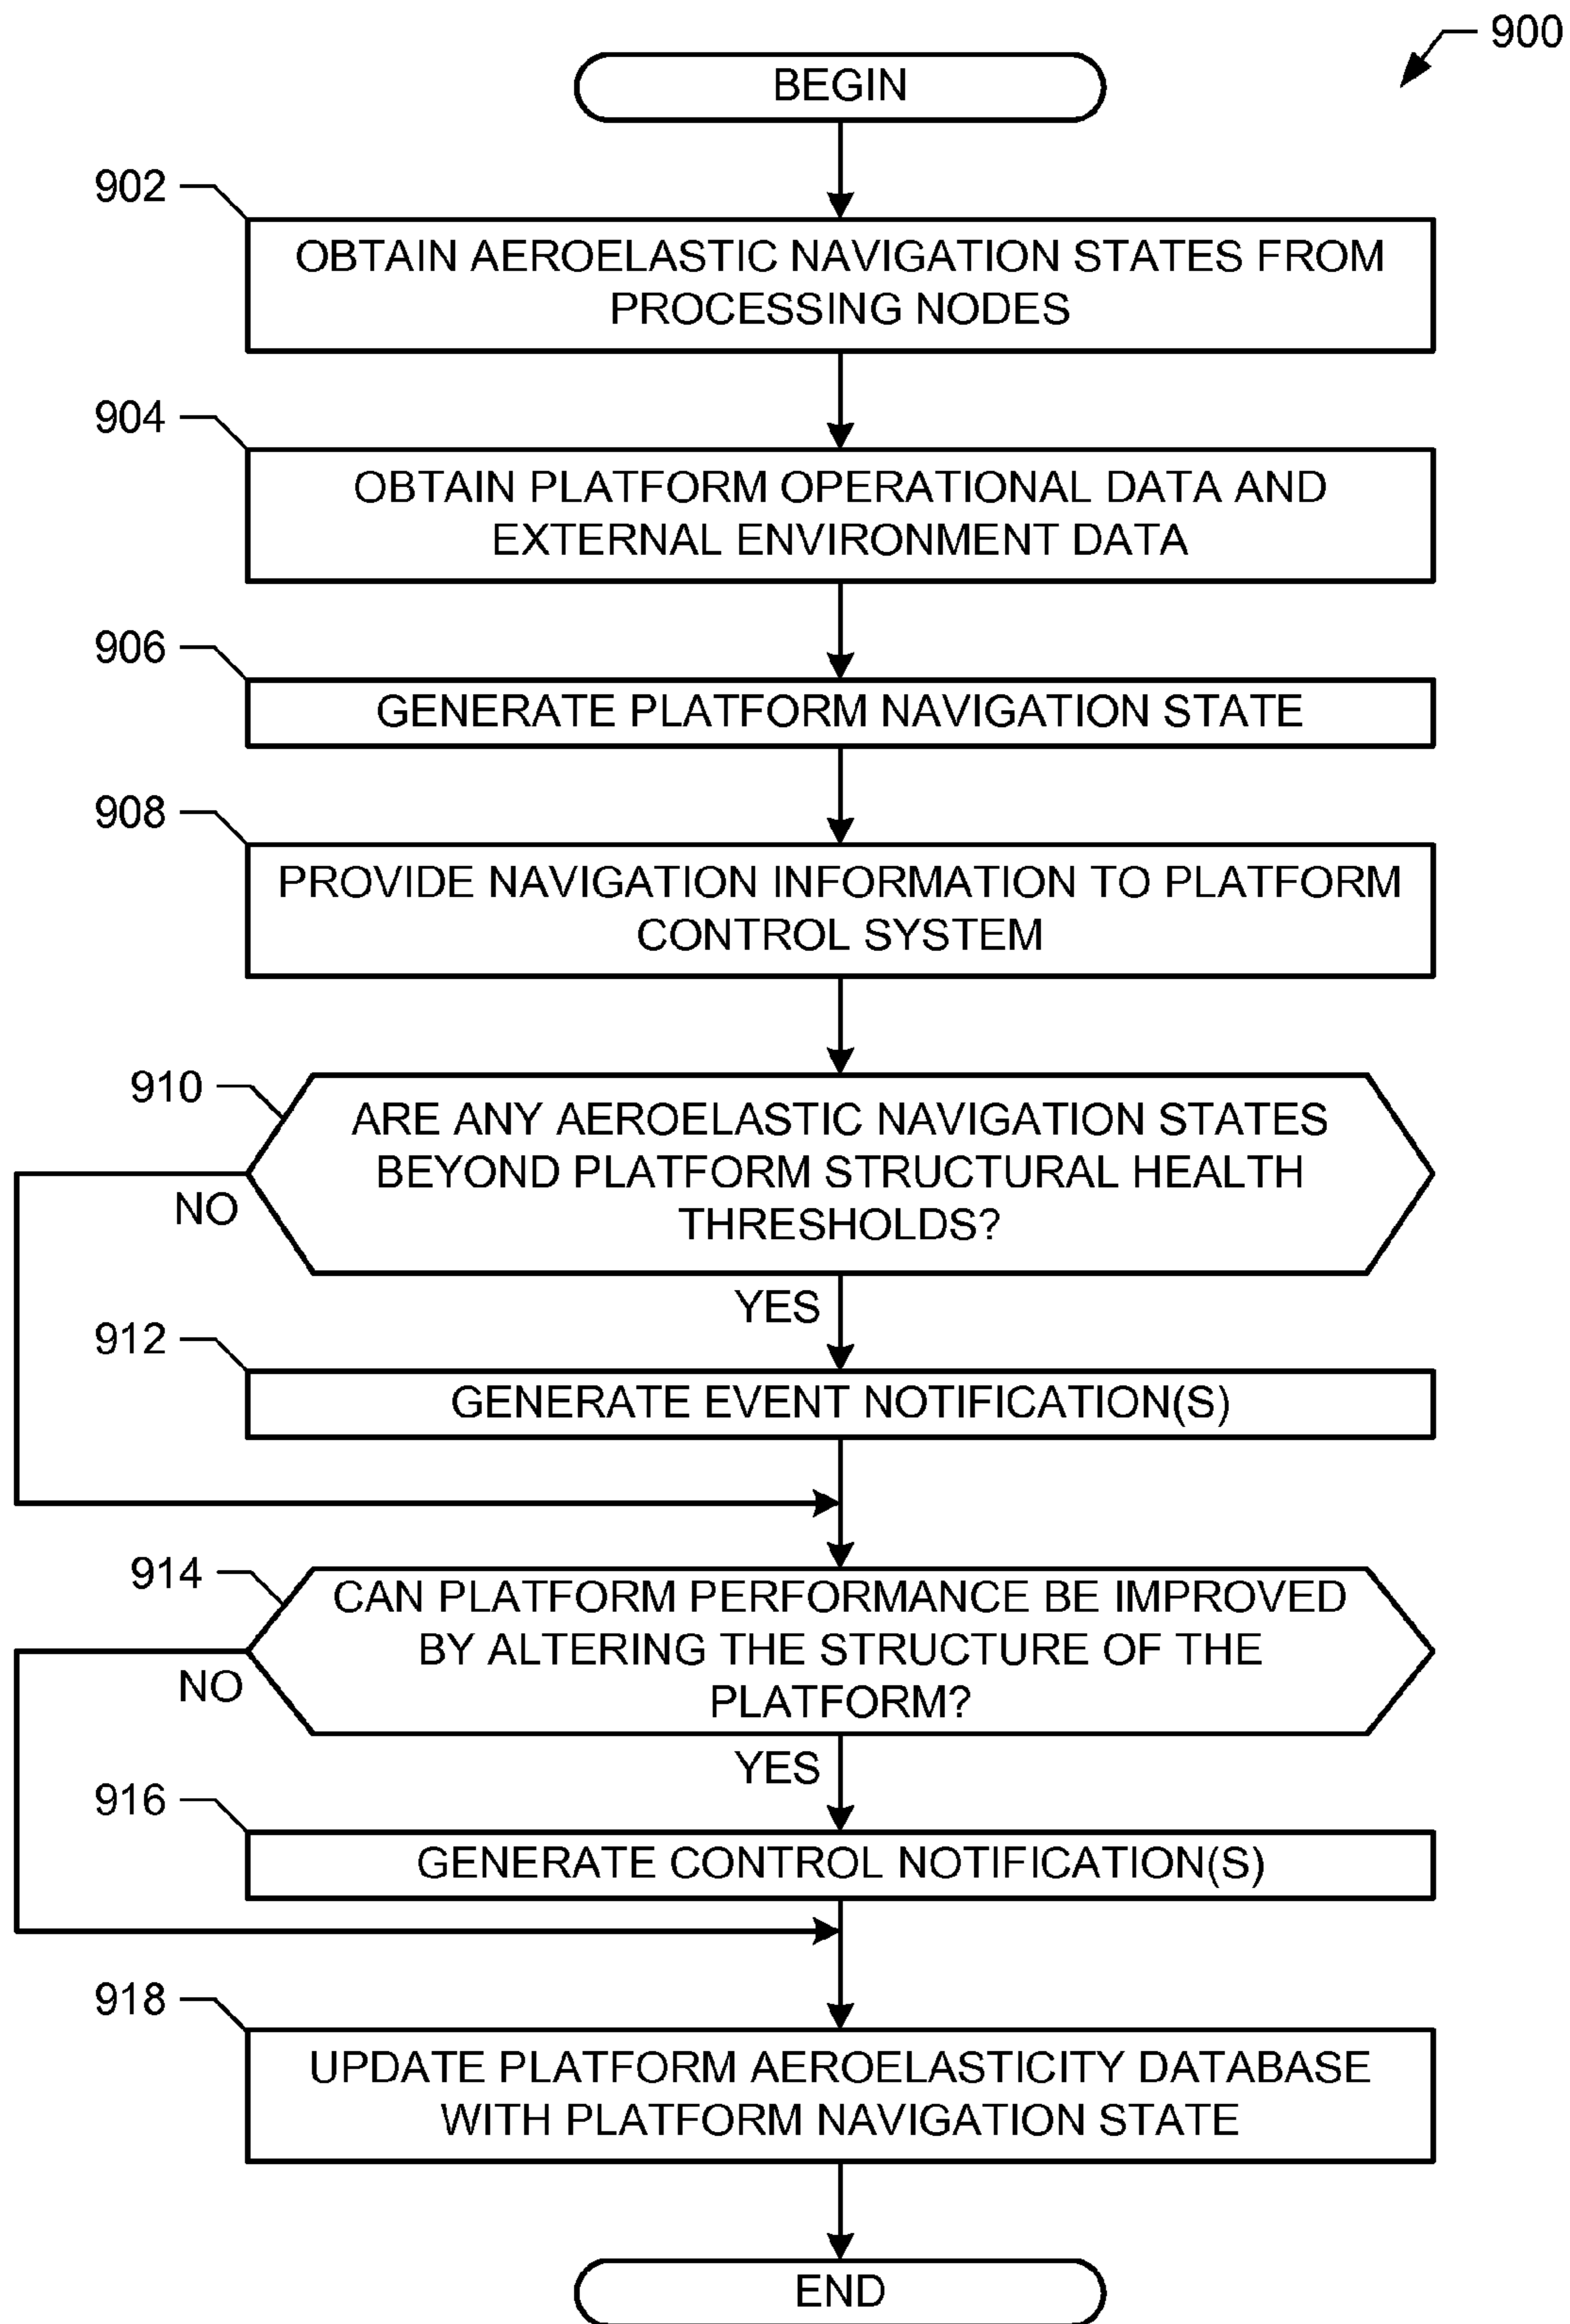 900
BEGIN
902
OBTAIN AEROELASTIC NAVIGATION STATES FROM
PROCESSING NODES
904
OBTAIN PLATFORM OPERATIONAL DATA AND
EXTERNAL ENVIRONMENT DATA
906
GENERATE PLATFORM NAVIGATION STATE
908
PROVIDE NAVIGATION INFORMATION TO PLATFORM
CONTROL SYSTEM
910
ARE ANY AEROELASTIC NAVIGATION STATES
BEYOND PLATFORM STRUCTURAL HEALTH
THRESHOLDS?
NO
YES
912
GENERATE EVENT NOTIFICATION(S)
914
CAN PLATFORM PERFORMANCE BE IMPROVED
BY ALTERING THE STRUCTURE OF THE
PLATFORM?
NO
YES
916
GENERATE CONTROL NOTIFICATION(S)
918
UPDATE PLATFORM AEROELASTICITY DATABASE
WITH PLATFORM NAVIGATION STATE
END